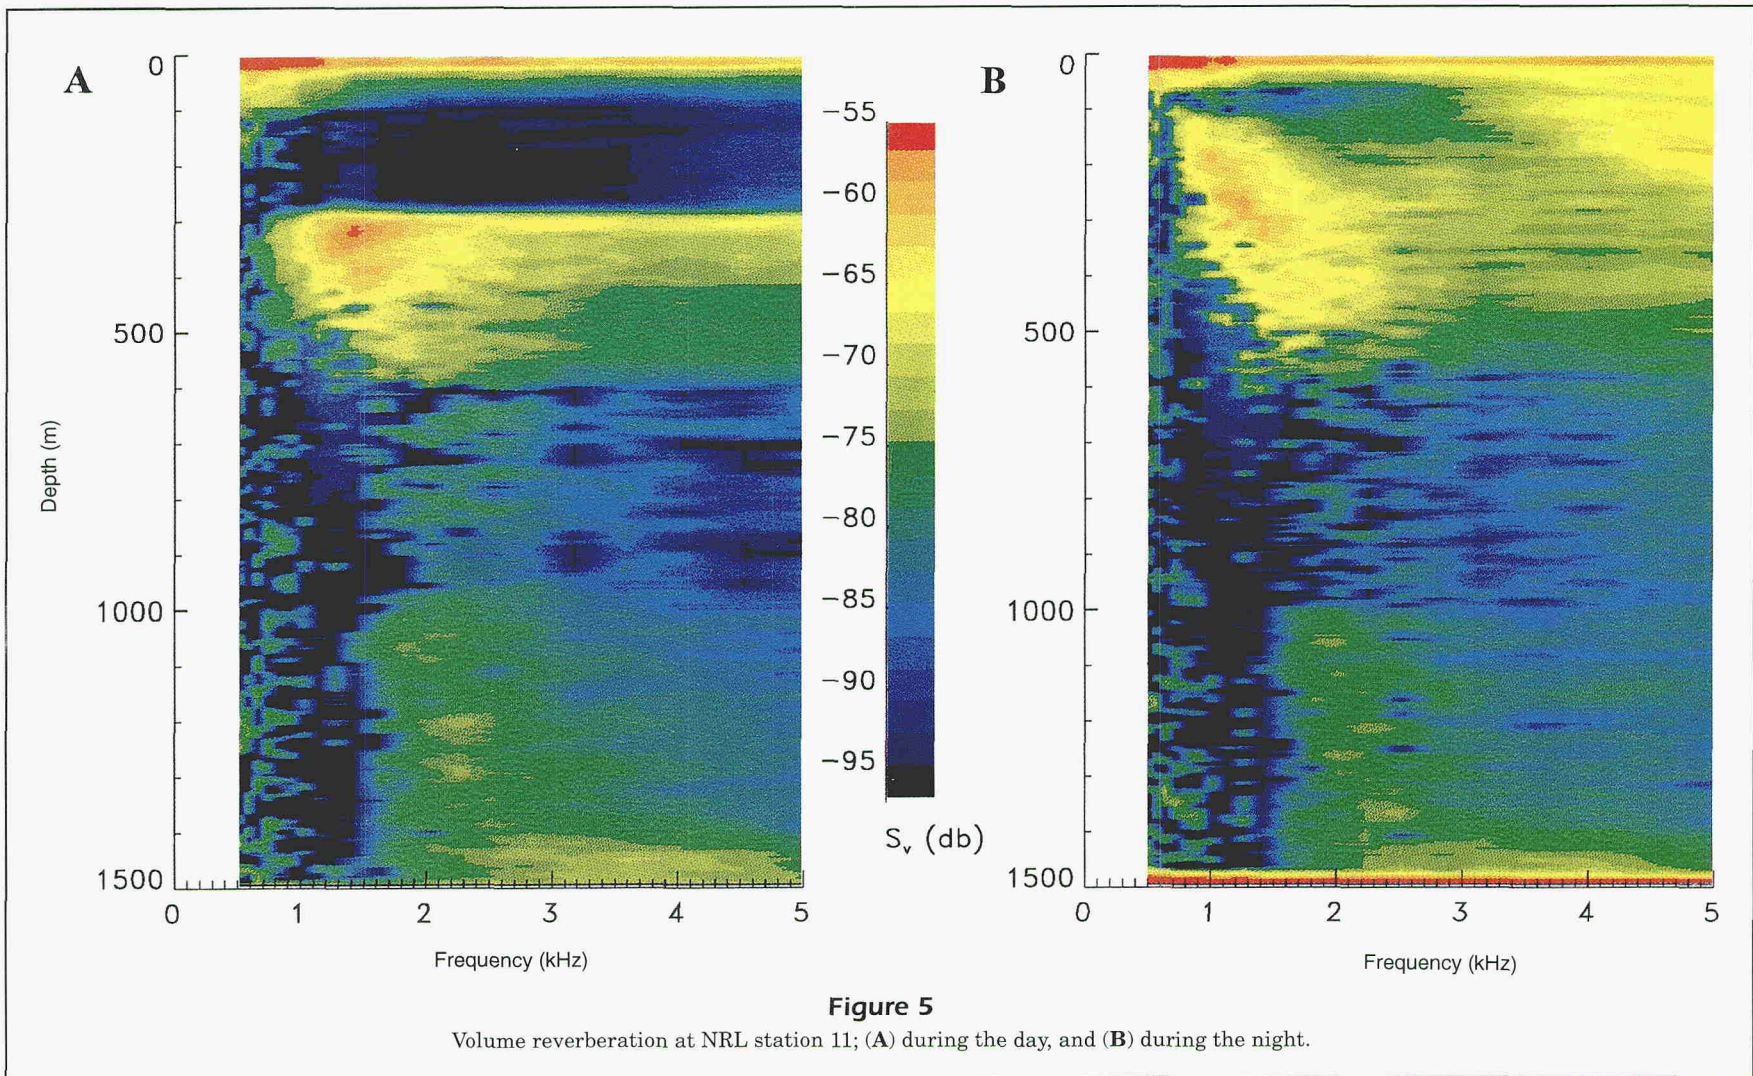 A
B
0
500
1000
1500
Depth (m)
0 1 2 3 4 5
Frequency (kHz)
−55
−60
−65
−70
−75
−80
−85
−90
−95
Sv (db)
0
500
1000
1500
0 1 2 3 4 5
Frequency (kHz)
Figure 5
Volume reverberation at NRL station 11; (A) during the day, and (B) during the night.